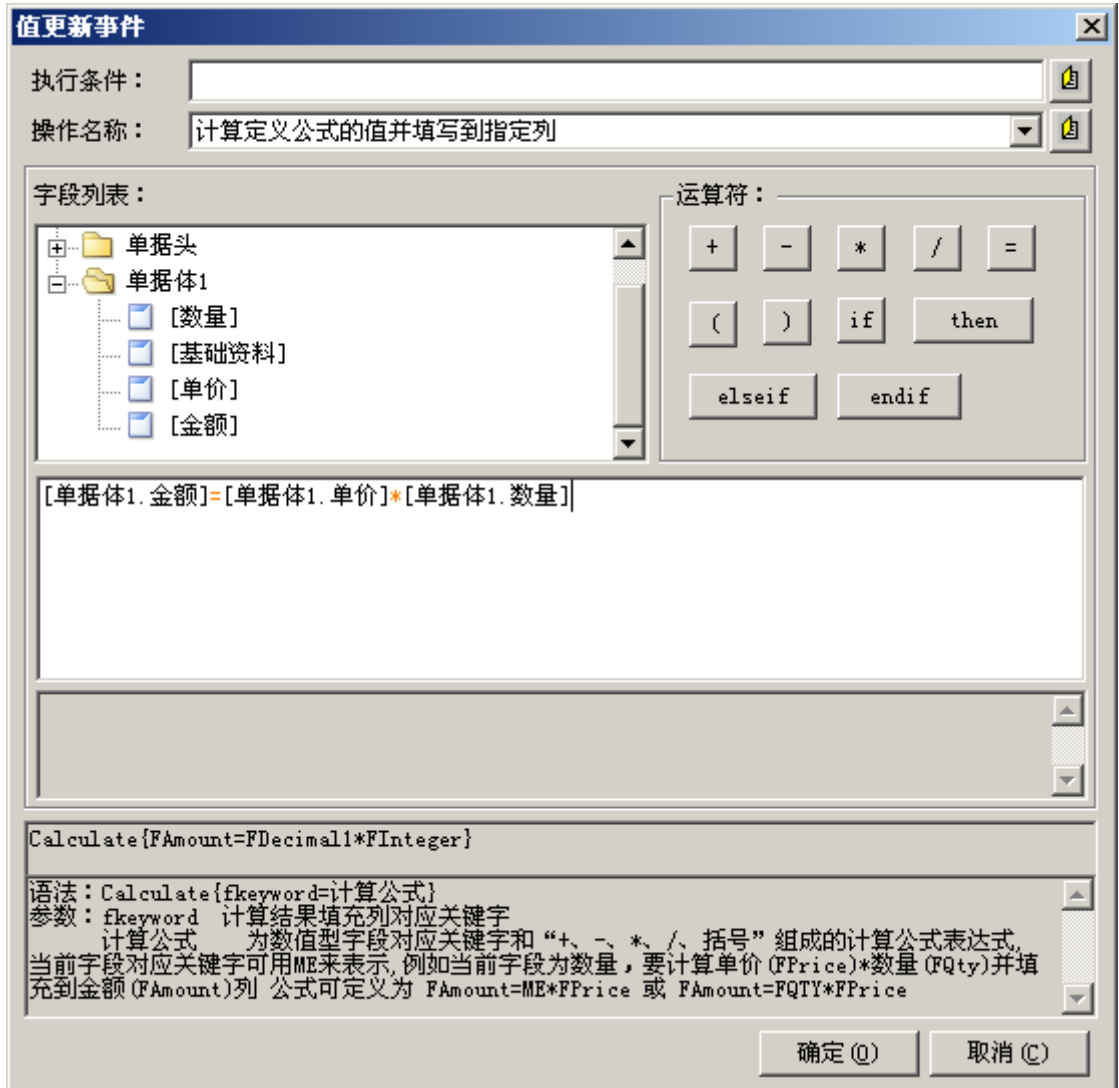 值更新事件
执行条件：
操作名称： 计算定义公式的值并填写到指定列
字段列表：
运算符：
单据头
单据体1
[数量]
[基础资料]
[单价]
[金额]
+ - * / =
( ) if then
elseif endif
[单据体1.金额]=[单据体1.单价]*[单据体1.数量]
Calculate{FAmount=FDecimal1*FInteger}
语法：Calculate{fkeyword=计算公式}
参数：fkeyword 计算结果填充列对应关键字
计算公式 为数值型字段对应关键字和“+、-、*、/、括号”组成的计算公式表达式,
当前字段对应关键字可用ME来表示,例如当前字段为数量，要计算单价(FPrice)*数量(FQty)并填
充到金额(FAmount)列 公式可定义为 FAmount=ME*FPrice 或 FAmount=FQTY*FPrice
确定(O) 取消(C)